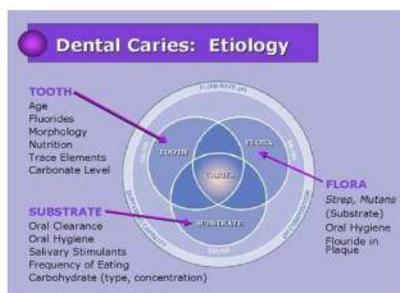 Dental Caries: Etiology
TOOTH
Age
Fluorides
Morphology
Nutrition
Trace Elements
Carbonate Level
SUBSTRATE
Oral Clearance
Oral Hygiene
Salivary Stimulants
Frequency of Eating
Carbohydrate (type, concentration)
TOOTH
FLORA
CARIES
SUBSTRATE
FLORA
Strep, Mutans
(Substrate)
Oral Hygiene
Flouride in
Plaque